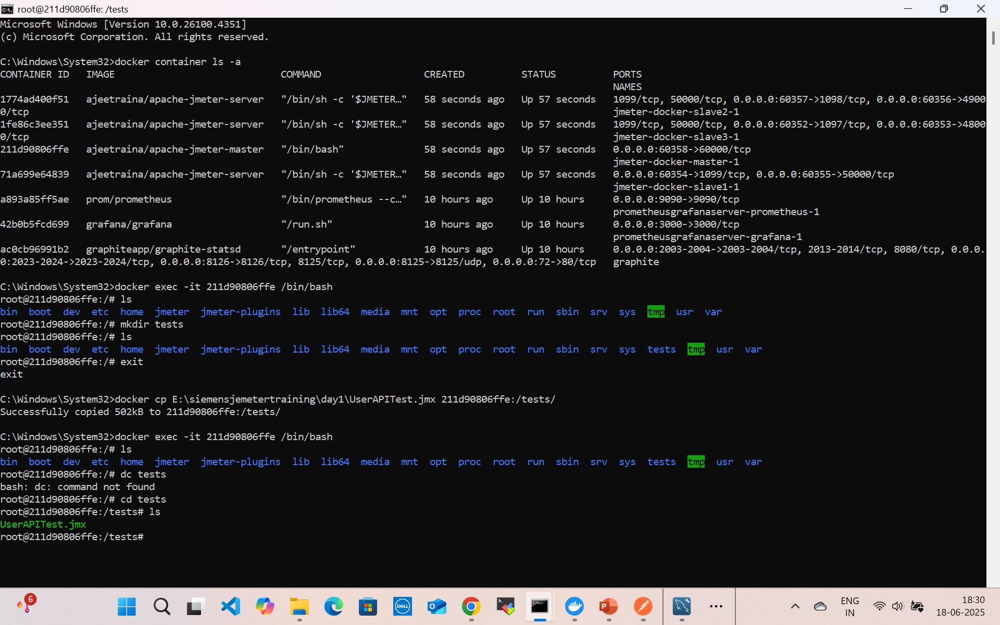 root@211d90806ffe: /tests
Microsoft Windows [Version 10.0.26100.4351]
(c) Microsoft Corporation. All rights reserved.
C:\Windows\System32>docker container ls -a
CONTAINER ID   IMAGE                             COMMAND                  CREATED          STATUS          PORTS
NAMES
1774ad400f51   ajeetraina/apache-jmeter-server   "/bin/sh -c '$JMETER…"   58 seconds ago   Up 57 seconds   1099/tcp, 50000/tcp, 0.0.0.0:60357->1098/tcp, 0.0.0.0:60356->4900
0/tcp   jmeter-docker-slave2-1
1fe86c3ee351   ajeetraina/apache-jmeter-server   "/bin/sh -c '$JMETER…"   58 seconds ago   Up 57 seconds   1099/tcp, 50000/tcp, 0.0.0.0:60352->1097/tcp, 0.0.0.0:60353->4800
0/tcp   jmeter-docker-slave3-1
211d90806ffe   ajeetraina/apache-jmeter-master   "/bin/bash"              58 seconds ago   Up 57 seconds   0.0.0.0:60358->60000/tcp
jmeter-docker-master-1
71a699e64839   ajeetraina/apache-jmeter-server   "/bin/sh -c '$JMETER…"   58 seconds ago   Up 57 seconds   0.0.0.0:60354->1099/tcp, 0.0.0.0:60355->50000/tcp
jmeter-docker-slave1-1
a893a85ff5ae   prom/prometheus                   "/bin/prometheus --c…"   10 hours ago     Up 10 hours     0.0.0.0:9090->9090/tcp
prometheusgrafanaserver-prometheus-1
42b0b5fcd699   grafana/grafana                   "/run.sh"                10 hours ago     Up 10 hours     0.0.0.0:3000->3000/tcp
prometheusgrafanaserver-grafana-1
ac0cb96991b2   graphiteapp/graphite-statsd       "/entrypoint"            10 hours ago     Up 10 hours     0.0.0.0:2003-2004->2003-2004/tcp, 2013-2014/tcp, 8080/tcp, 0.0.0.
0:2023-2024->2023-2024/tcp, 0.0.0.0:8126->8126/tcp, 8125/tcp, 0.0.0.0:8125->8125/udp, 0.0.0.0:72->80/tcp   graphite
C:\Windows\System32>docker exec -it 211d90806ffe /bin/bash
root@211d90806ffe:/# ls
bin  boot  dev  etc  home  jmeter  jmeter-plugins  lib  lib64  media  mnt  opt  proc  root  run  sbin  srv  sys  tmp  usr  var
root@211d90806ffe:/# mkdir tests
root@211d90806ffe:/# ls
bin  boot  dev  etc  home  jmeter  jmeter-plugins  lib  lib64  media  mnt  opt  proc  root  run  sbin  srv  sys  tests  tmp  usr  var
root@211d90806ffe:/# exit
exit
C:\Windows\System32>docker cp E:\siemensjemetertraining\day1\UserAPITest.jmx 211d90806ffe:/tests/
Successfully copied 502kB to 211d90806ffe:/tests/
C:\Windows\System32>docker exec -it 211d90806ffe /bin/bash
root@211d90806ffe:/# ls
bin  boot  dev  etc  home  jmeter  jmeter-plugins  lib  lib64  media  mnt  opt  proc  root  run  sbin  srv  sys  tests  tmp  usr  var
root@211d90806ffe:/# dc tests
bash: dc: command not found
root@211d90806ffe:/# cd tests
root@211d90806ffe:/tests# ls
UserAPITest.jmx
root@211d90806ffe:/tests#
6
DELL
ENG
IN
18:30
18-06-2025